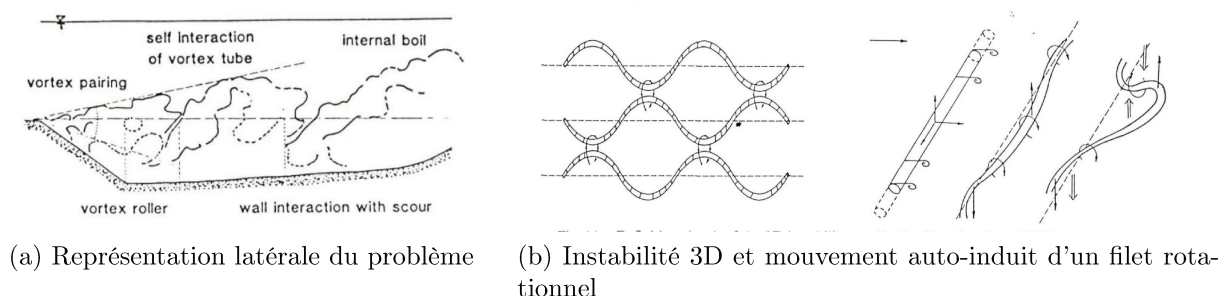 self interaction
of vortex tube
internal boil
vortex pairing
vortex roller
wall interaction with scour
(a) Représentation latérale du problème
(b) Instabilité 3D et mouvement auto-induit d'un filet rota-
tionnel